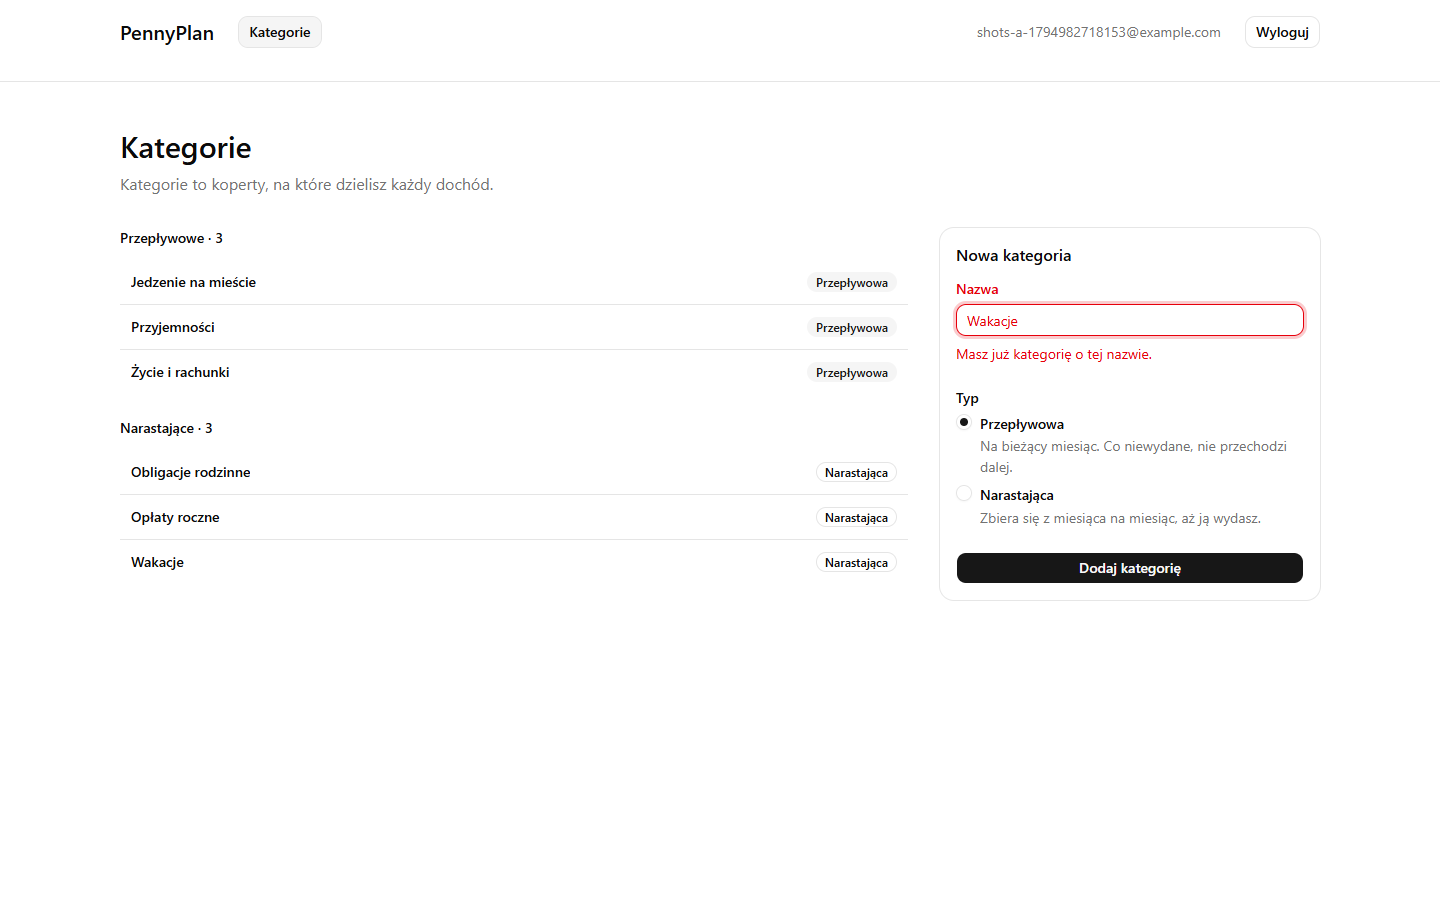 PennyPlan
Kategorie
shots-a-1794982718153@example.com
Wyloguj
Kategorie
Kategorie to koperty, na które dzielisz każdy dochód.
Przepływowe · 3
Jedzenie na mieście
Przepływowa
Przyjemności
Przepływowa
Życie i rachunki
Przepływowa
Narastające · 3
Obligacje rodzinne
Narastająca
Opłaty roczne
Narastająca
Wakacje
Narastająca
Nowa kategoria
Nazwa
Wakacje
Masz już kategorię o tej nazwie.
Typ
Przepływowa
Na bieżący miesiąc. Co niewydane, nie przechodzi
dalej.
Narastająca
Zbiera się z miesiąca na miesiąc, aż ją wydasz.
Dodaj kategorię